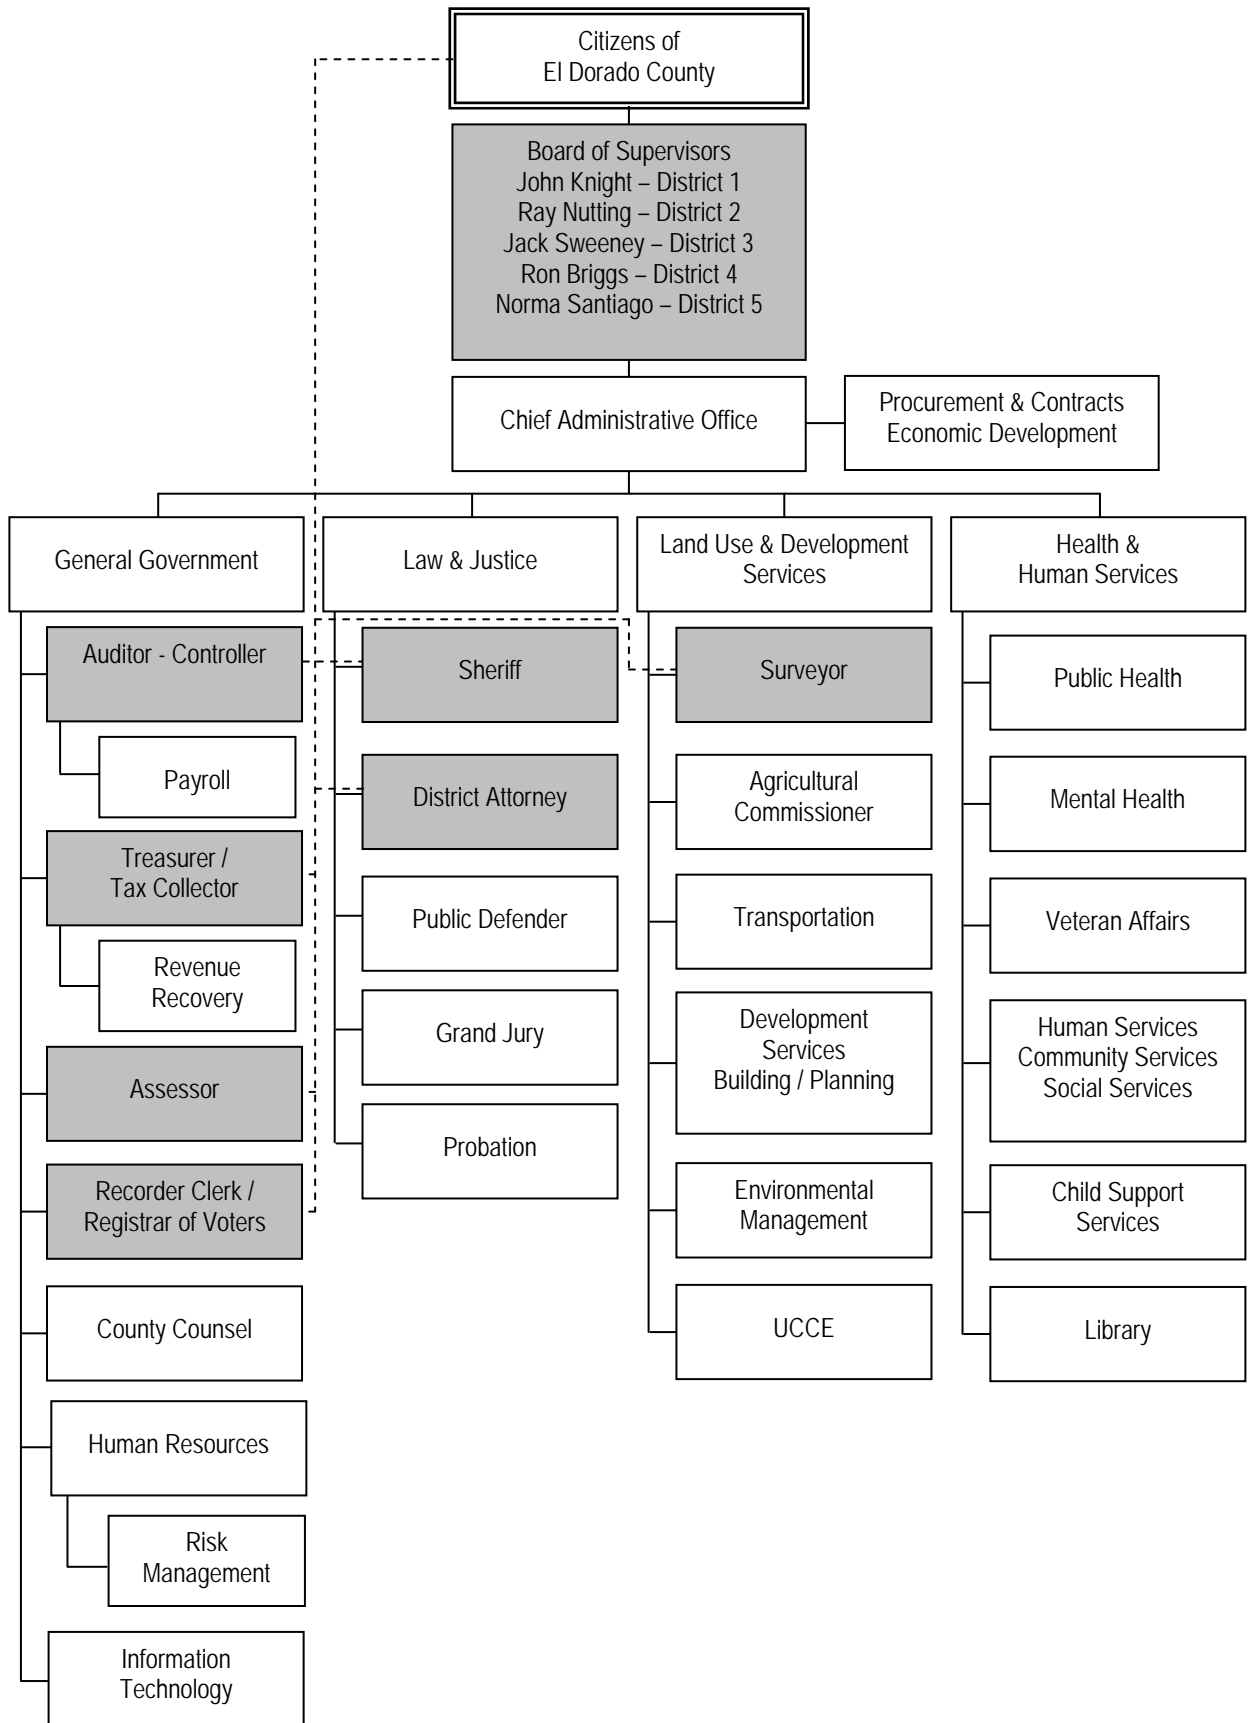 Citizens of
El Dorado County
Board of Supervisors
John Knight – District 1
Ray Nutting – District 2
Jack Sweeney – District 3
Ron Briggs – District 4
Norma Santiago – District 5
Chief Administrative Office
Procurement & Contracts
Economic Development
General Government
Auditor - Controller
Payroll
Treasurer /
Tax Collector
Revenue
Recovery
Assessor
Recorder Clerk /
Registrar of Voters
County Counsel
Human Resources
Risk
Management
Information
Technology
Law & Justice
Sheriff
District Attorney
Public Defender
Grand Jury
Probation
Land Use & Development
Services
Surveyor
Agricultural
Commissioner
Transportation
Development
Services
Building / Planning
Environmental
Management
UCCE
Health &
Human Services
Public Health
Mental Health
Veteran Affairs
Human Services
Community Services
Social Services
Child Support
Services
Library